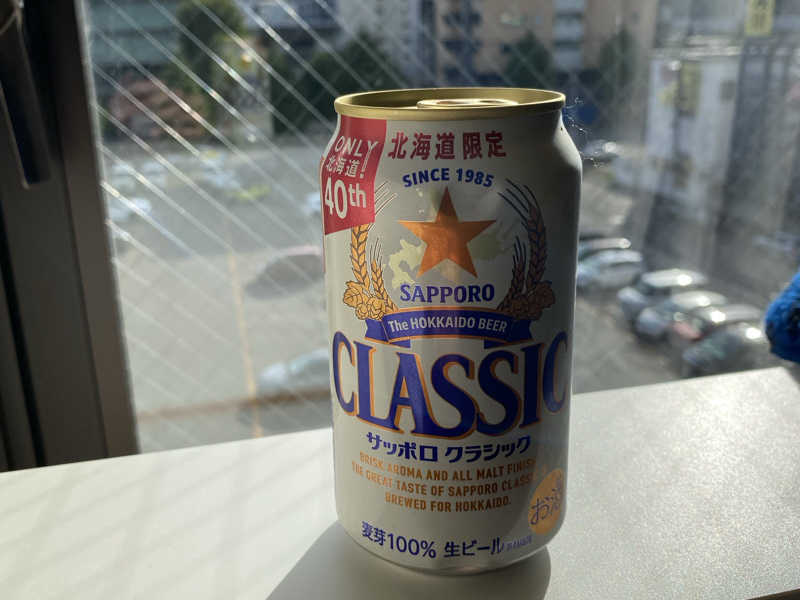 ONLY
北海道!
40th
北海道 限定
SINCE 1985
SAPPORO
The HOKKAIDO BEER
CLASSIC
サッポロ クラシック
BRISK AROMA AND ALL MALT FINISH
THE GREAT TASTE OF SAPPORO CLASSIC
BREWED FOR HOKKAIDO.
お酒
麦芽100% 生ビール